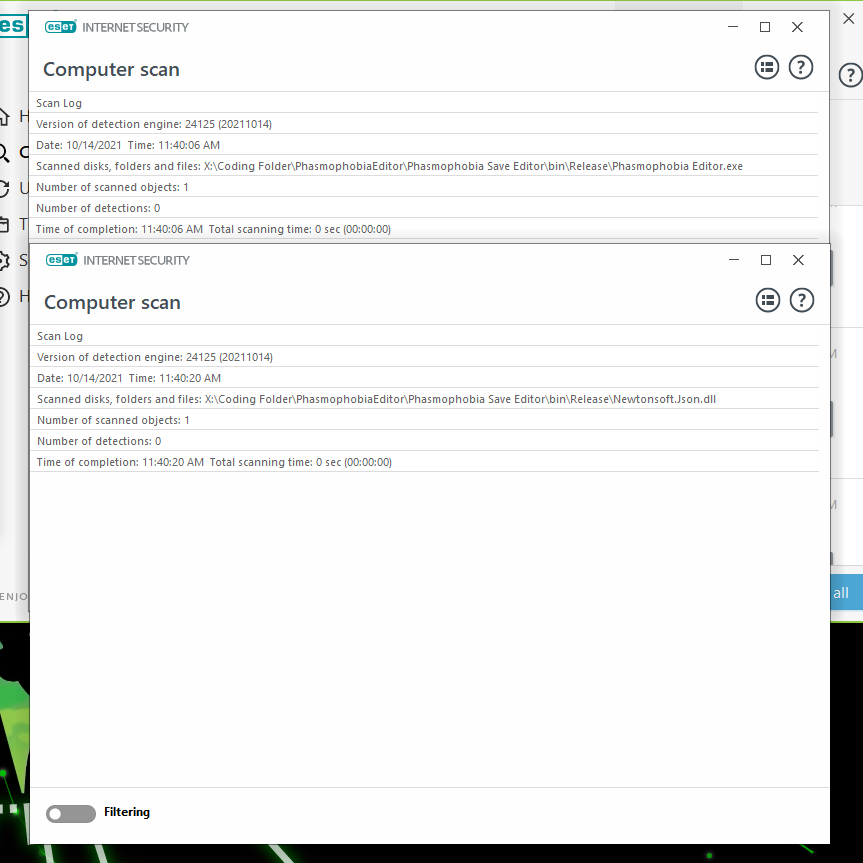 eset INTERNET SECURITY
Computer scan
Scan Log
Version of detection engine: 24125 (20211014)
Date: 10/14/2021 Time: 11:40:06 AM
Scanned disks, folders and files: X:\Coding Folder\PhasmophobiaEditor\Phasmophobia Save Editor\bin\Release\Phasmophobia Editor.exe
Number of scanned objects: 1
Number of detections: 0
Time of completion: 11:40:06 AM Total scanning time: 0 sec (00:00:00)
eset INTERNET SECURITY
Computer scan
Scan Log
Version of detection engine: 24125 (20211014)
Date: 10/14/2021 Time: 11:40:20 AM
Scanned disks, folders and files: X:\Coding Folder\PhasmophobiaEditor\Phasmophobia Save Editor\bin\Release\Newtonsoft.Json.dll
Number of scanned objects: 1
Number of detections: 0
Time of completion: 11:40:20 AM Total scanning time: 0 sec (00:00:00)
all
Filtering